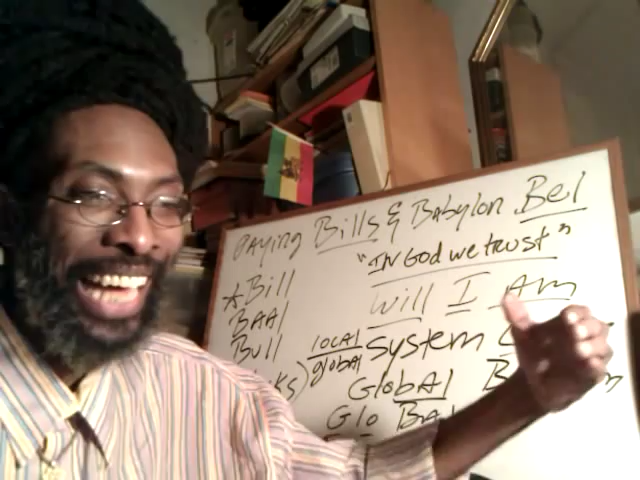 Paying Bills & Babylon Bel
"IN God we trust"
* Bill
Will I Am
BAAl
Bull
local
global
System
ks)
GlobAl
Glo BAl